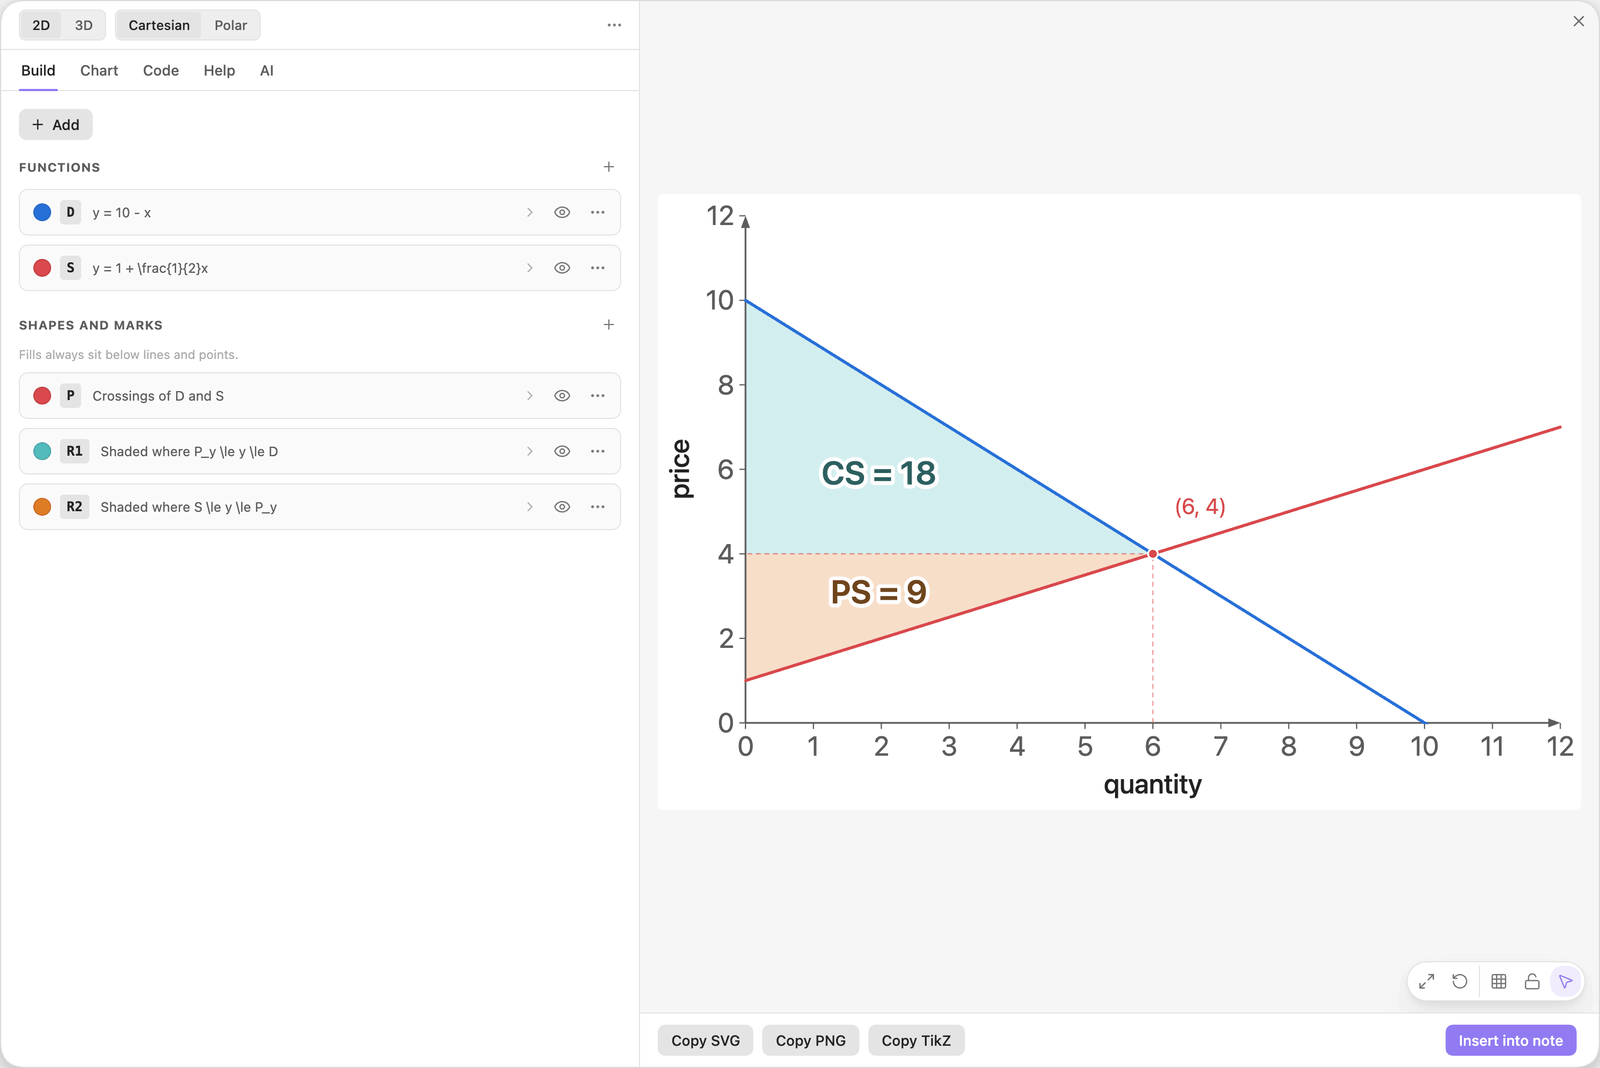 2D 3D Cartesian Polar
Build Chart Code Help AI
+ Add
FUNCTIONS
D y = 10 - x
S y = 1 + \frac{1}{2}x
SHAPES AND MARKS
Fills always sit below lines and points.
P Crossings of D and S
R1 Shaded where P_y \le y \le D
R2 Shaded where S \le y \le P_y
12
10
8
6
4
2
0
price
CS = 18
(6, 4)
PS = 9
0 1 2 3 4 5 6 7 8 9 10 11 12
quantity
Copy SVG Copy PNG Copy TikZ Insert into note